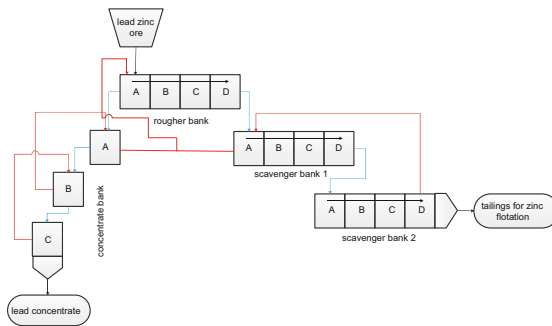 lead zinc
ore
A B C D
rougher bank
A
A B C D
scavenger bank 1
B
concentrate bank
A B C D
scavenger bank 2
tailings for zinc
flotation
C
lead concentrate